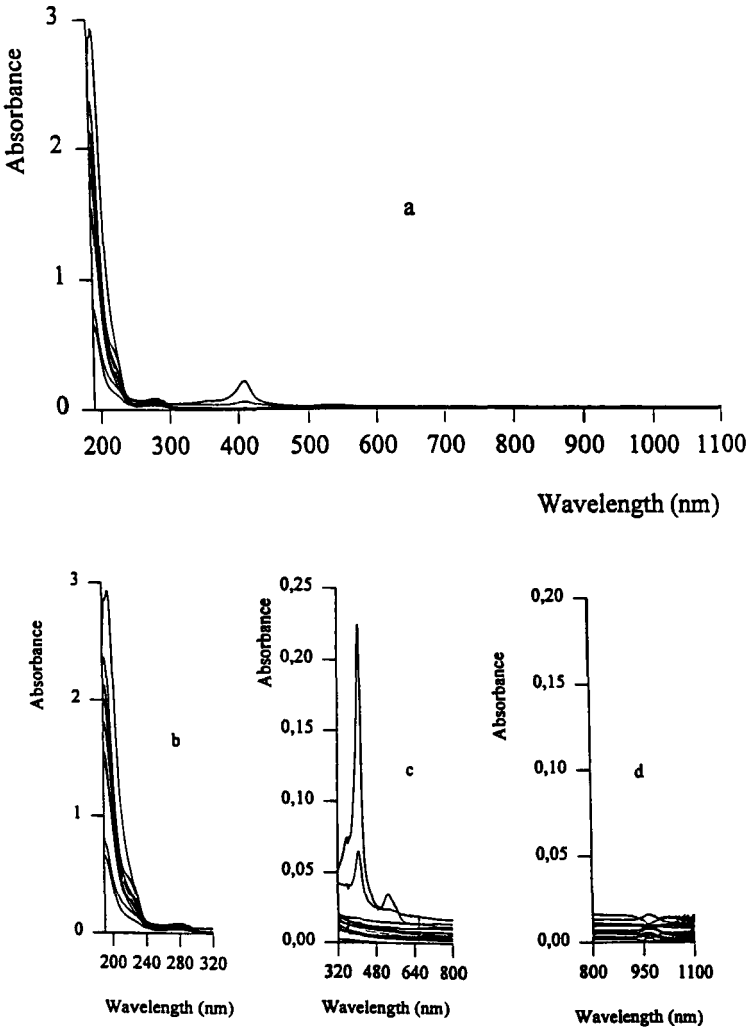 3
Absorbance
2
a
1
0
200 300 400 500 600 700 800 900 1000 1100
Wavelength (nm)
3
Absorbance
2
b
1
0
200 240 280 320
Wavelength (nm)
0,25
Absorbance
0,20
0,15
c
0,10
0,05
0,00
320 480 640 800
Wavelength (nm)
0,20
Absorbance
0,15
0,10
d
0,05
0,00
800 950 1100
Wavelength (nm)